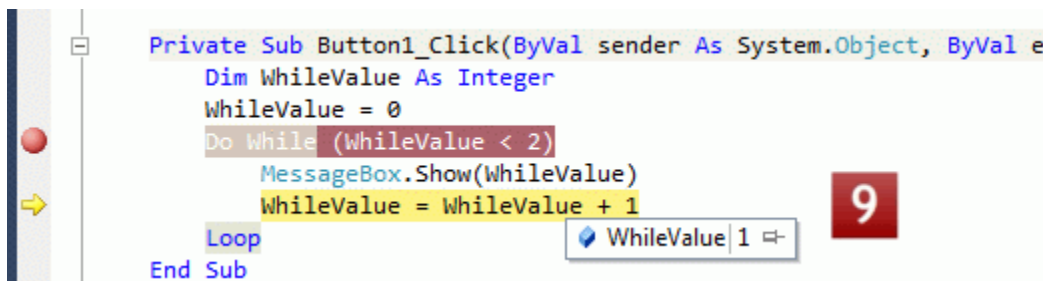 Private Sub Button1_Click(ByVal sender As System.Object, ByVal e
Dim WhileValue As Integer
WhileValue = 0
Do While (WhileValue < 2)
MessageBox.Show(WhileValue)
WhileValue = WhileValue + 1
9
Loop
WhileValue 1
End Sub